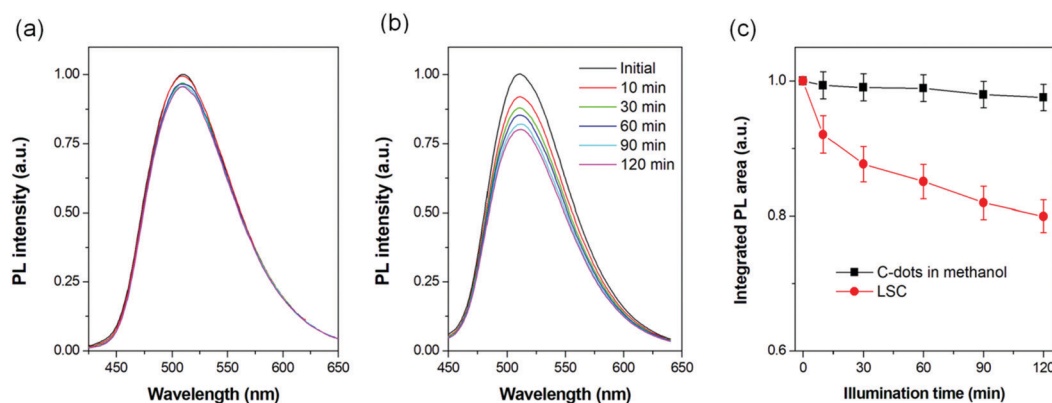 (a)
PL intensity (a.u.)
1.00
0.75
0.50
0.25
0.00
450 500 550 600 650
Wavelength (nm)
(b)
PL intensity (a.u.)
1.00
0.75
0.50
0.25
0.00
Initial
10 min
30 min
60 min
90 min
120 min
450 500 550 600 650
Wavelength (nm)
(c)
Integrated PL area (a.u.)
1.0
0.8
0.6
C-dots in methanol
LSC
0 30 60 90 120
Illumination time (min)